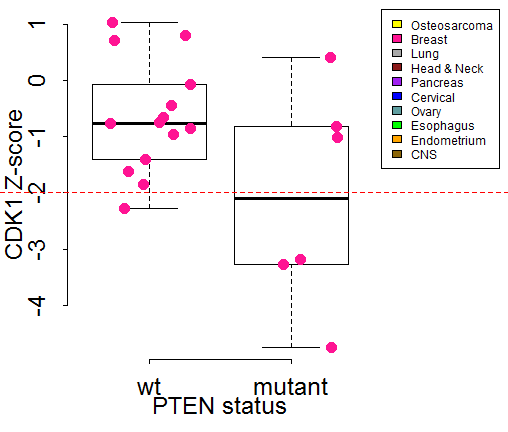 1
0
-1
-2
-3
-4
CDK1 Z-score
wt
mutant
PTEN status
Osteosarcoma
Breast
Lung
Head & Neck
Pancreas
Cervical
Ovary
Esophagus
Endometrium
CNS